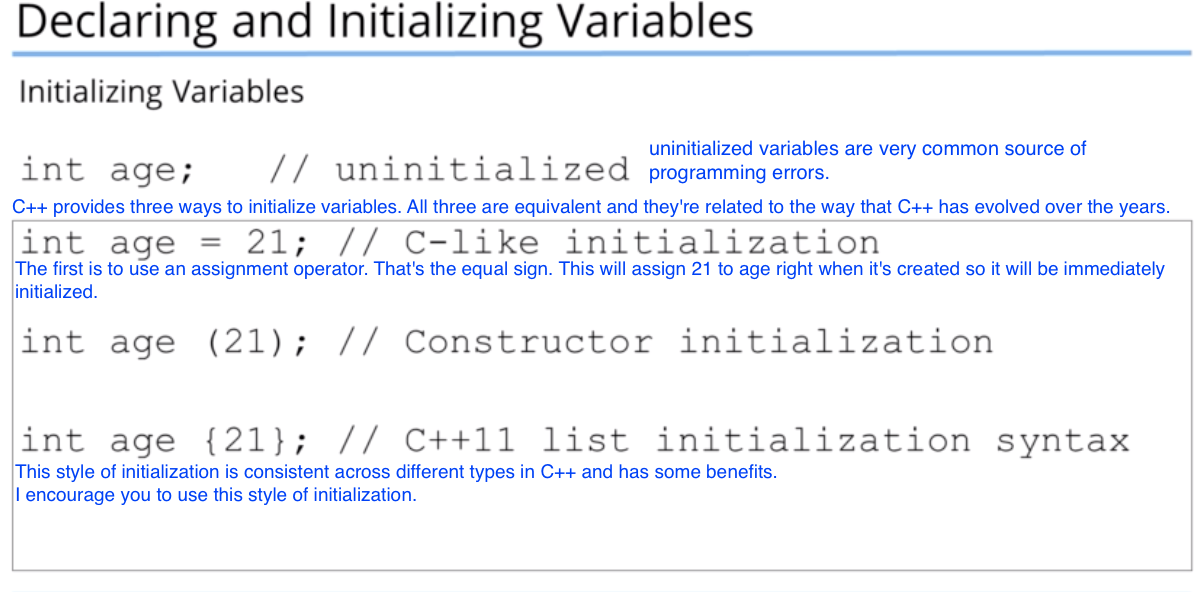 Declaring and Initializing Variables
Initializing Variables
int age;   // uninitialized
uninitialized variables are very common source of
programming errors.
C++ provides three ways to initialize variables. All three are equivalent and they're related to the way that C++ has evolved over the years.
int age = 21; // C-like initialization
The first is to use an assignment operator. That's the equal sign. This will assign 21 to age right when it's created so it will be immediately
initialized.
int age (21); // Constructor initialization
int age {21}; // C++11 list initialization syntax
This style of initialization is consistent across different types in C++ and has some benefits.
I encourage you to use this style of initialization.